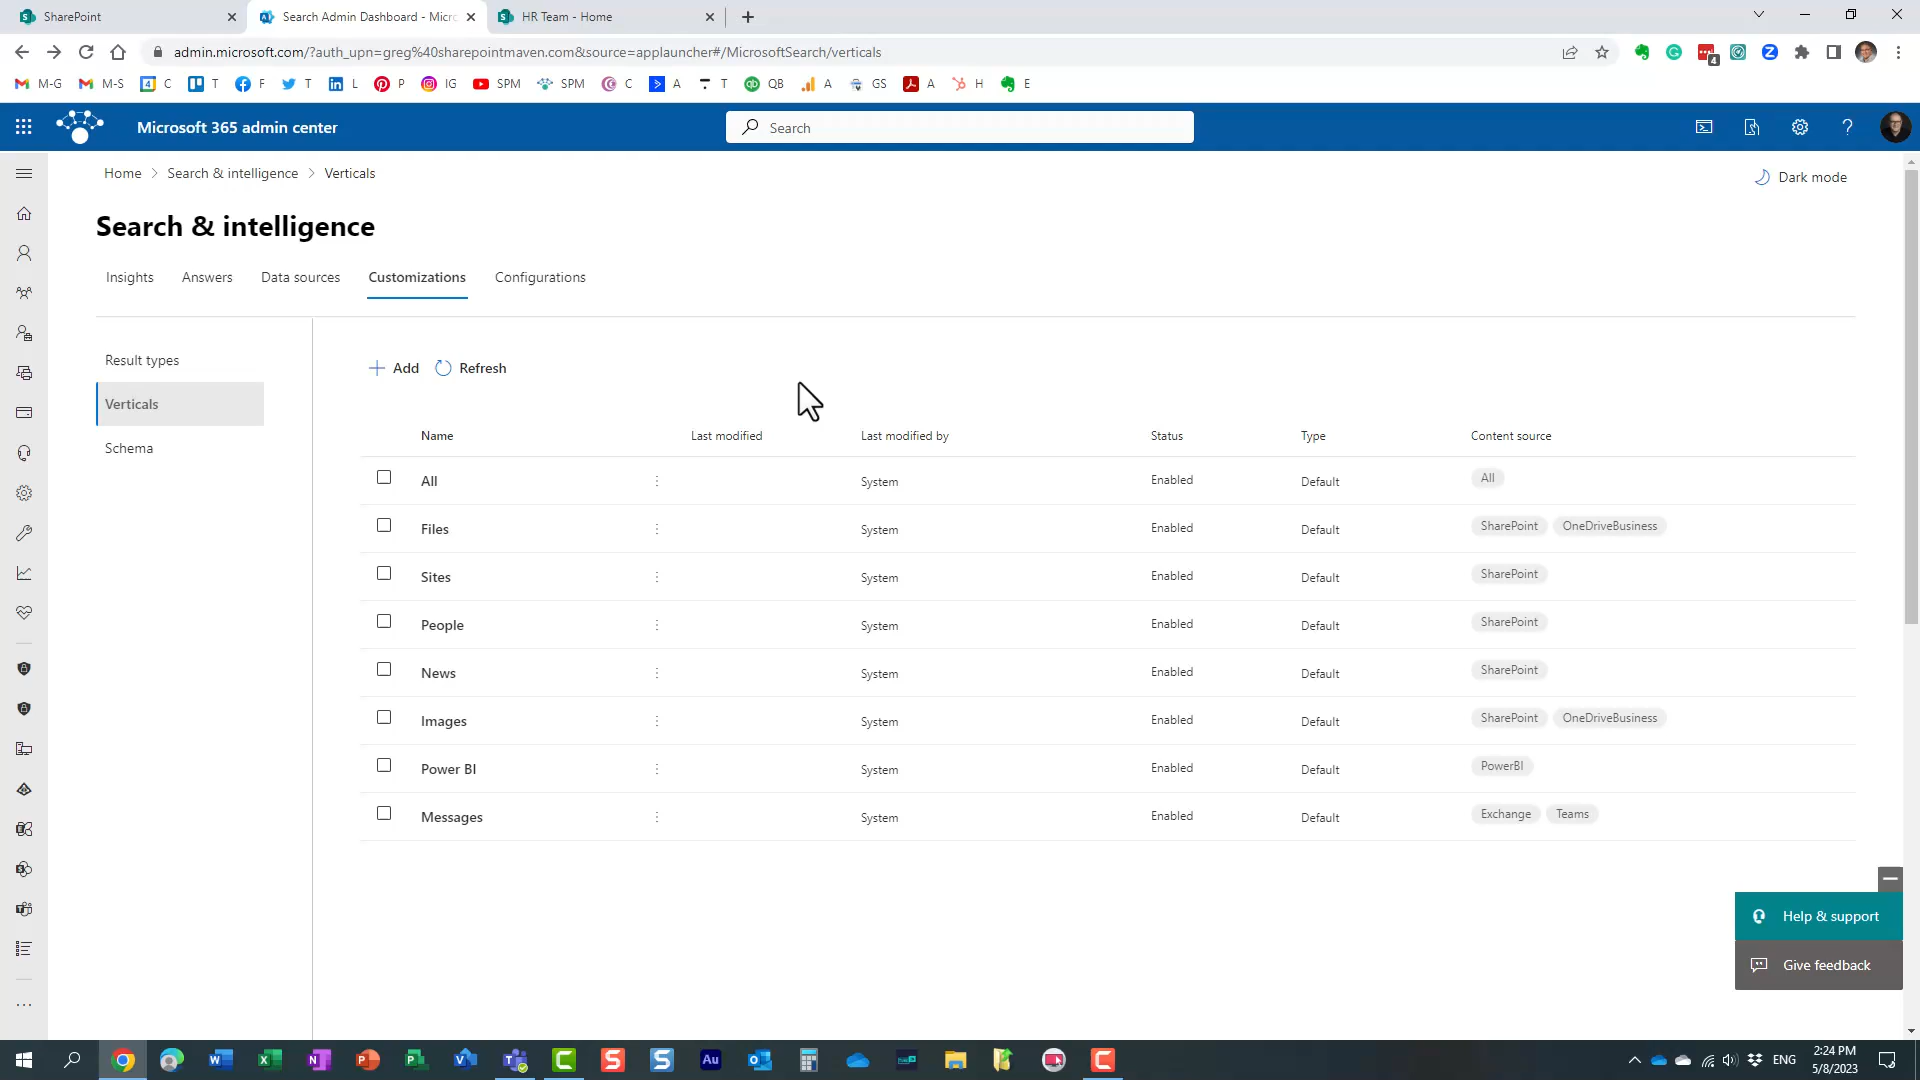 SharePoint
Search Admin Dashboard - Micro
HR Team - Home
admin.microsoft.com/?auth_upn=greg%40sharepointmaven.com&source=applauncher#/MicrosoftSearch/verticals
4
M-G
M-S
4 C
T
F
T
L
P
IG
SPM
SPM
C
A
T
QB
A
GS
A
H
E
Microsoft 365 admin center
Search
Home > Search & intelligence > Verticals
Dark mode
Search & intelligence
Insights Answers Data sources Customizations Configurations
Result types
Verticals
Schema
Add Refresh
Name Last modified Last modified by Status Type Content source
All System Enabled Default All
Files System Enabled Default SharePoint OneDriveBusiness
Sites System Enabled Default SharePoint
People System Enabled Default SharePoint
News System Enabled Default SharePoint
Images System Enabled Default SharePoint OneDriveBusiness
Power BI System Enabled Default PowerBI
Messages System Enabled Default Exchange Teams
Help & support
Give feedback
ENG
2:24 PM
5/8/2023